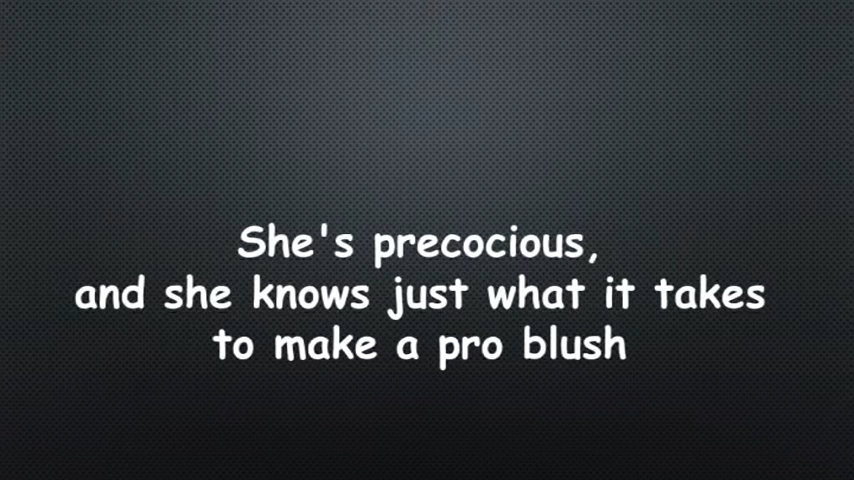 She's precocious,
and she knows just what it takes
to make a pro blush